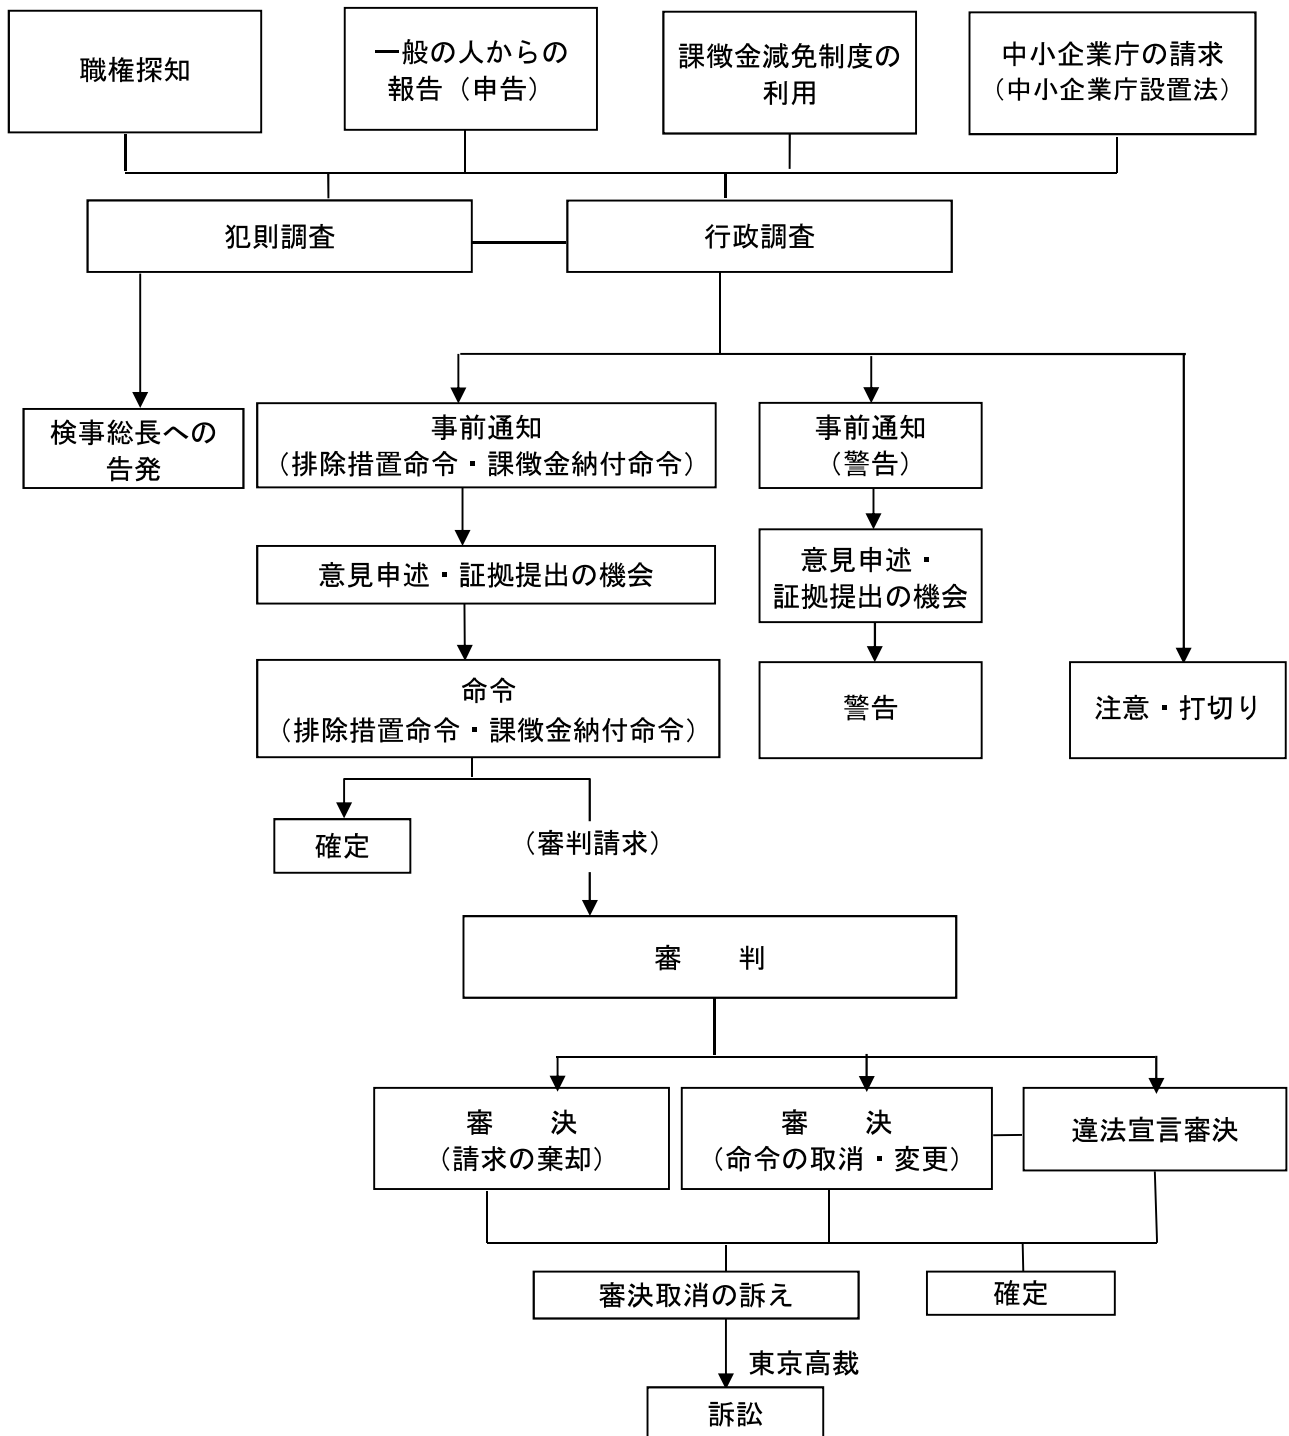 職権探知
一般の人からの
報告（申告）
課徴金減免制度の
利用
中小企業庁の請求
（中小企業庁設置法）
犯則調査
行政調査
検事総長への
告発
事前通知
（排除措置命令・課徴金納付命令）
事前通知
（警告）
意見申述・証拠提出の機会
意見申述・
証拠提出の機会
命令
（排除措置命令・課徴金納付命令）
警告
注意・打切り
確定
（審判請求）
審　　判
審　　決
（請求の棄却）
審　　決
（命令の取消・変更）
違法宣言審決
審決取消の訴え
確定
東京高裁
訴訟